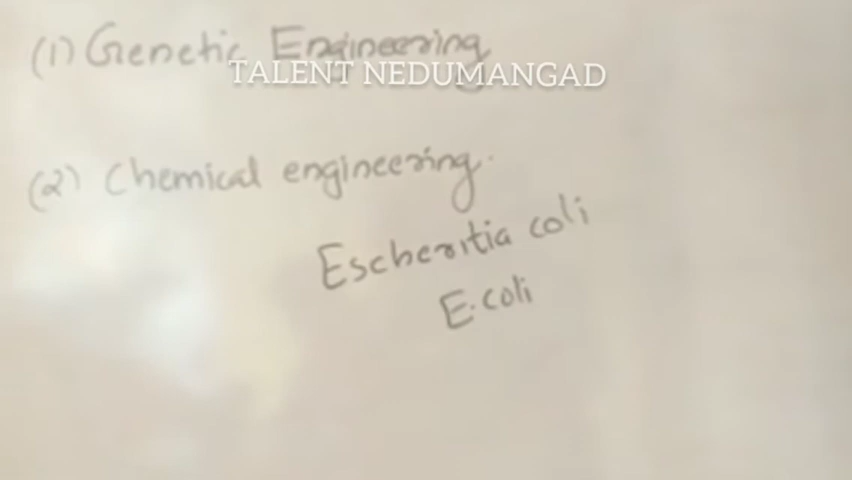 (1) Genetic Engineering
TALENT NEDUMANGAD
(2) Chemical engineering.
Escheritia coli
E.coli